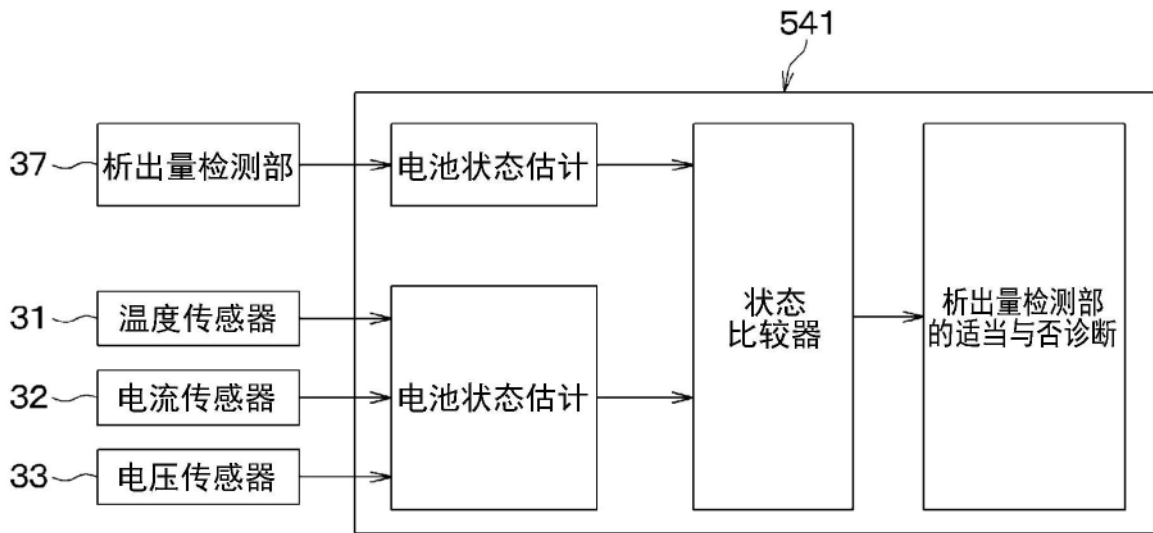 541
37
析出量检测部
电池状态估计
31
温度传感器
32
电流传感器
33
电压传感器
电池状态估计
状态
比较器
析出量检测部
的适当与否诊断